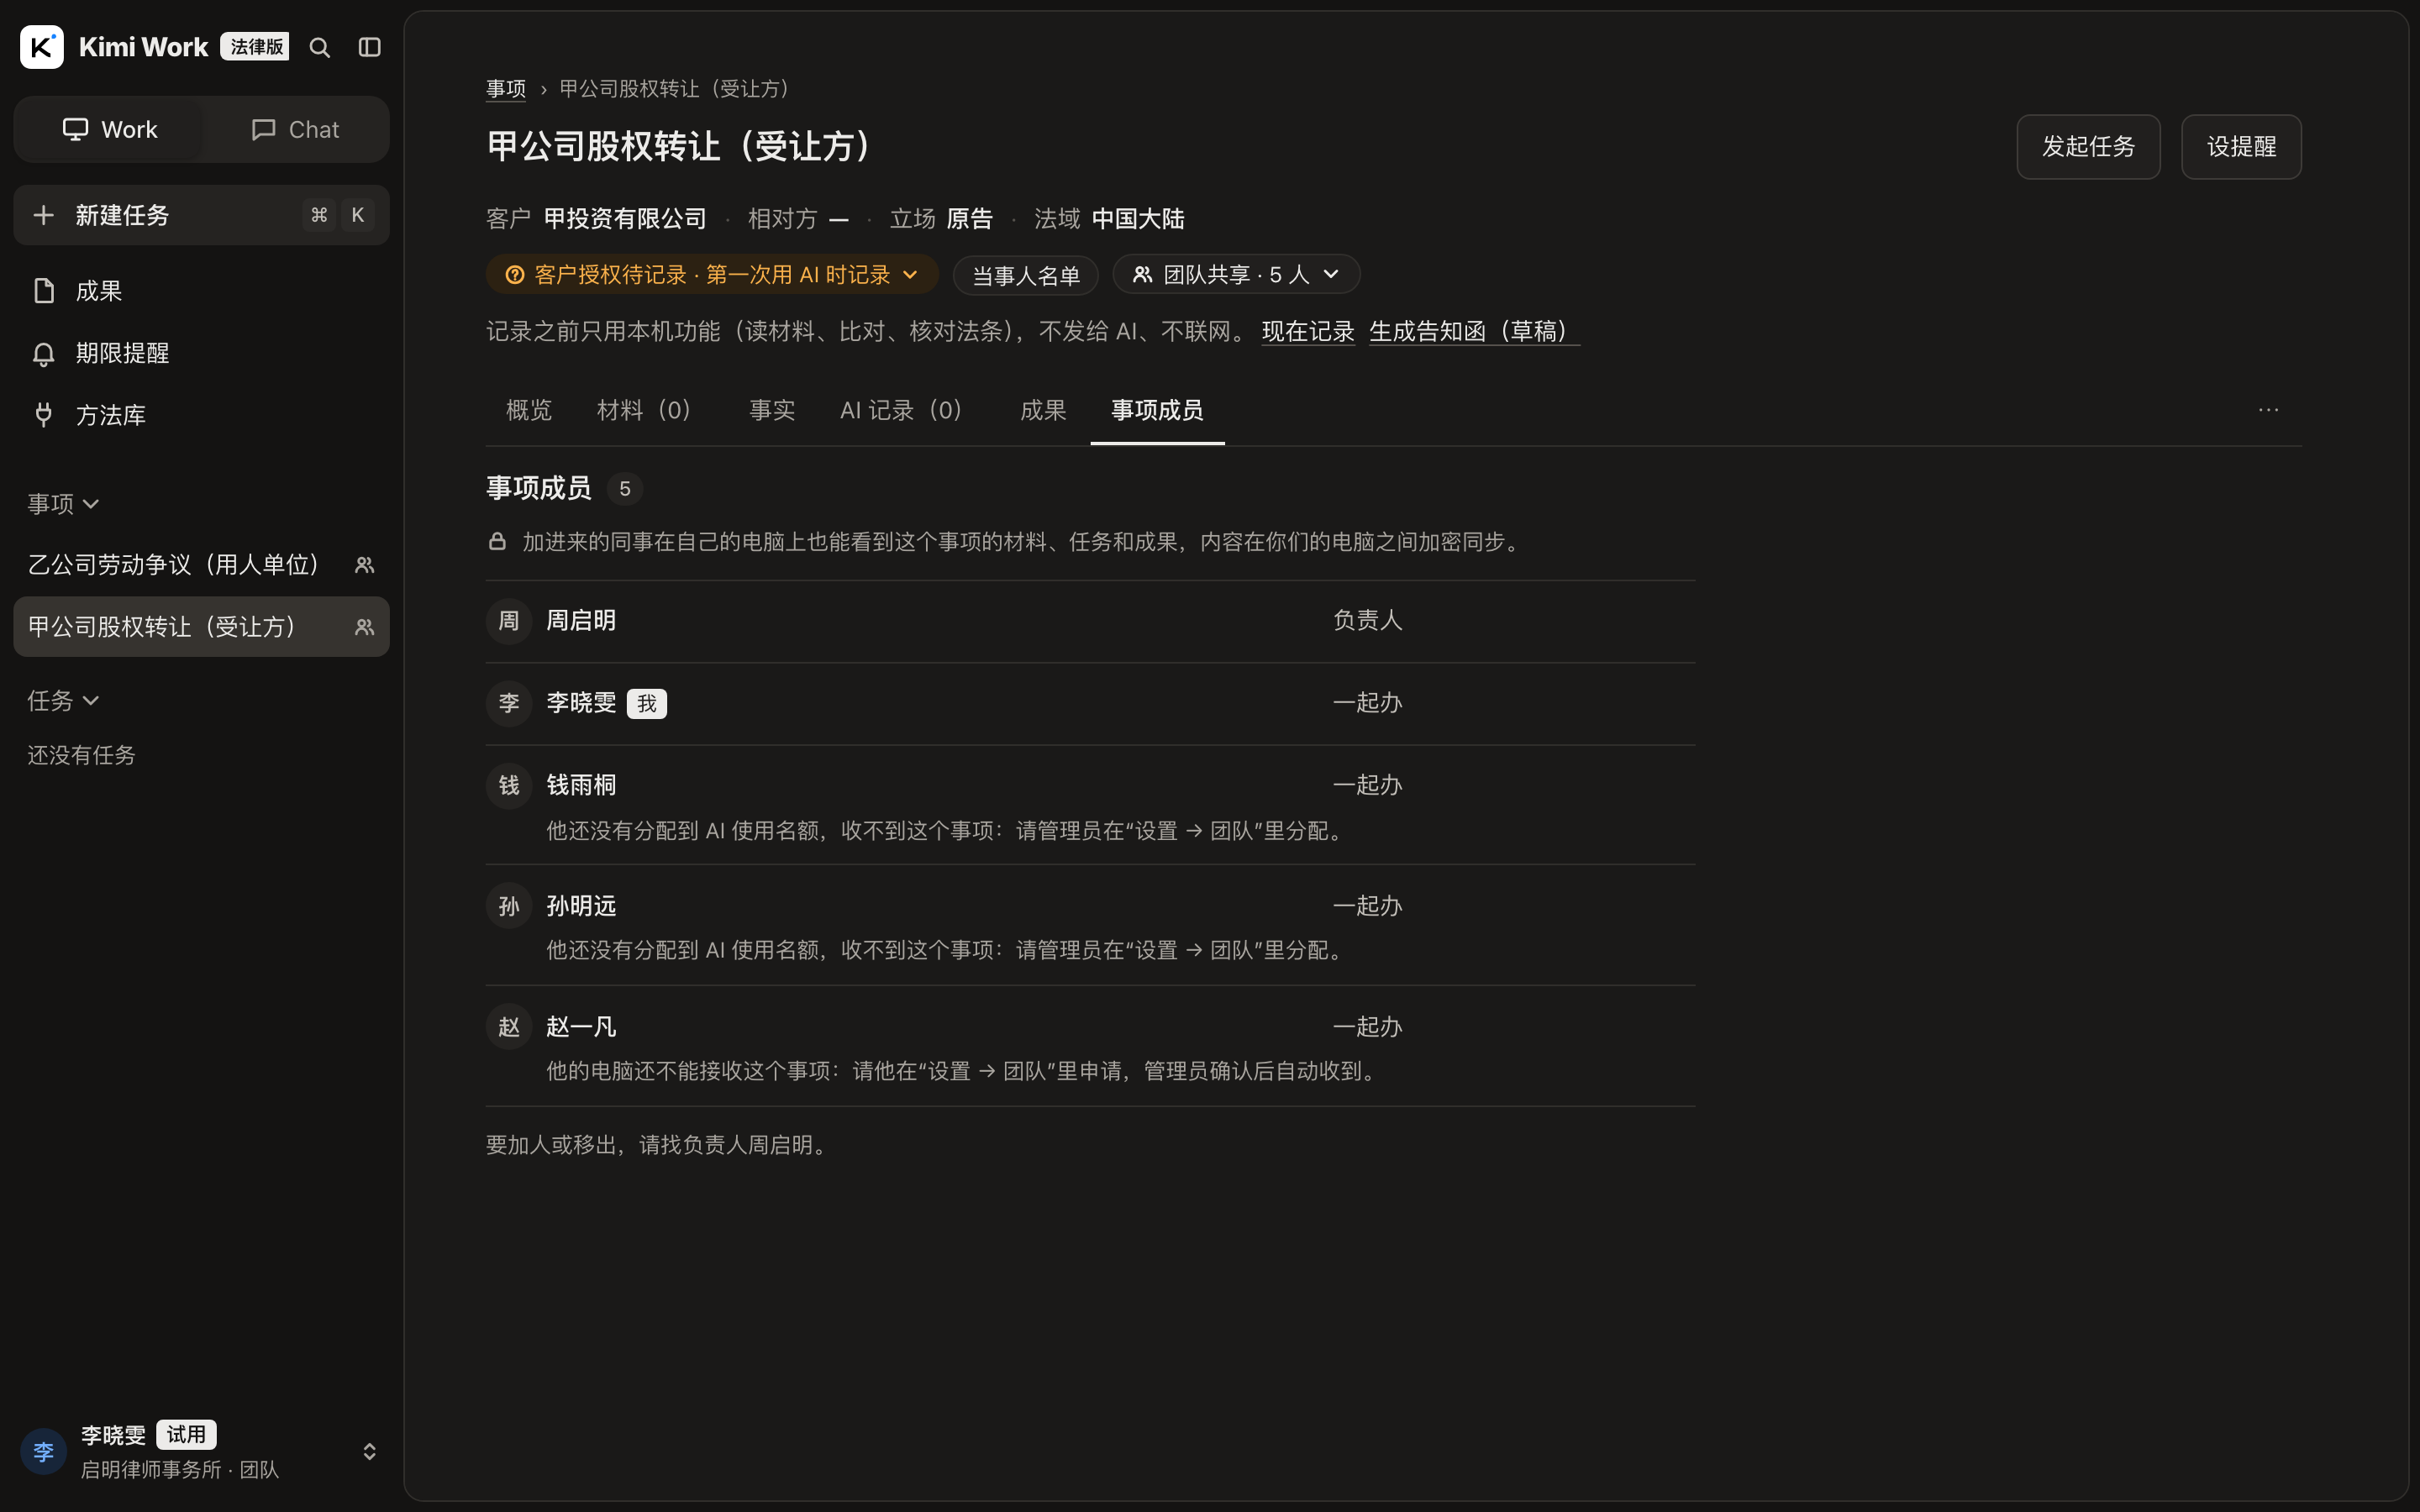 Kimi Work 法律版
Work
Chat
新建任务 ⌘ K
成果
期限提醒
方法库
事项
乙公司劳动争议（用人单位）
甲公司股权转让（受让方）
任务
还没有任务
李
李晓雯 试用
启明律师事务所 · 团队
事项 › 甲公司股权转让（受让方）
甲公司股权转让（受让方）
发起任务
设提醒
客户 甲投资有限公司 · 相对方 — · 立场 原告 · 法域 中国大陆
客户授权待记录 · 第一次用 AI 时记录
当事人名单
团队共享 · 5 人
记录之前只用本机功能（读材料、比对、核对法条），不发给 AI、不联网。 现在记录 生成告知函（草稿）
概览 材料（0） 事实 AI 记录（0） 成果 事项成员 ···
事项成员 5
加进来的同事在自己的电脑上也能看到这个事项的材料、任务和成果，内容在你们的电脑之间加密同步。
周 周启明 负责人
李 李晓雯 我 一起办
钱 钱雨桐 一起办
他还没有分配到 AI 使用名额，收不到这个事项：请管理员在“设置 → 团队”里分配。
孙 孙明远 一起办
他还没有分配到 AI 使用名额，收不到这个事项：请管理员在“设置 → 团队”里分配。
赵 赵一凡 一起办
他的电脑还不能接收这个事项：请他在“设置 → 团队”里申请，管理员确认后自动收到。
要加人或移出，请找负责人周启明。